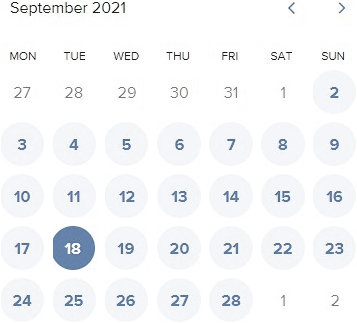 September 2021
MON TUE WED THU FRI SAT SUN
27 28 29 30 31 1 2
3 4 5 6 7 8 9
10 11 12 13 14 15 16
17 18 19 20 21 22 23
24 25 26 27 28 1 2